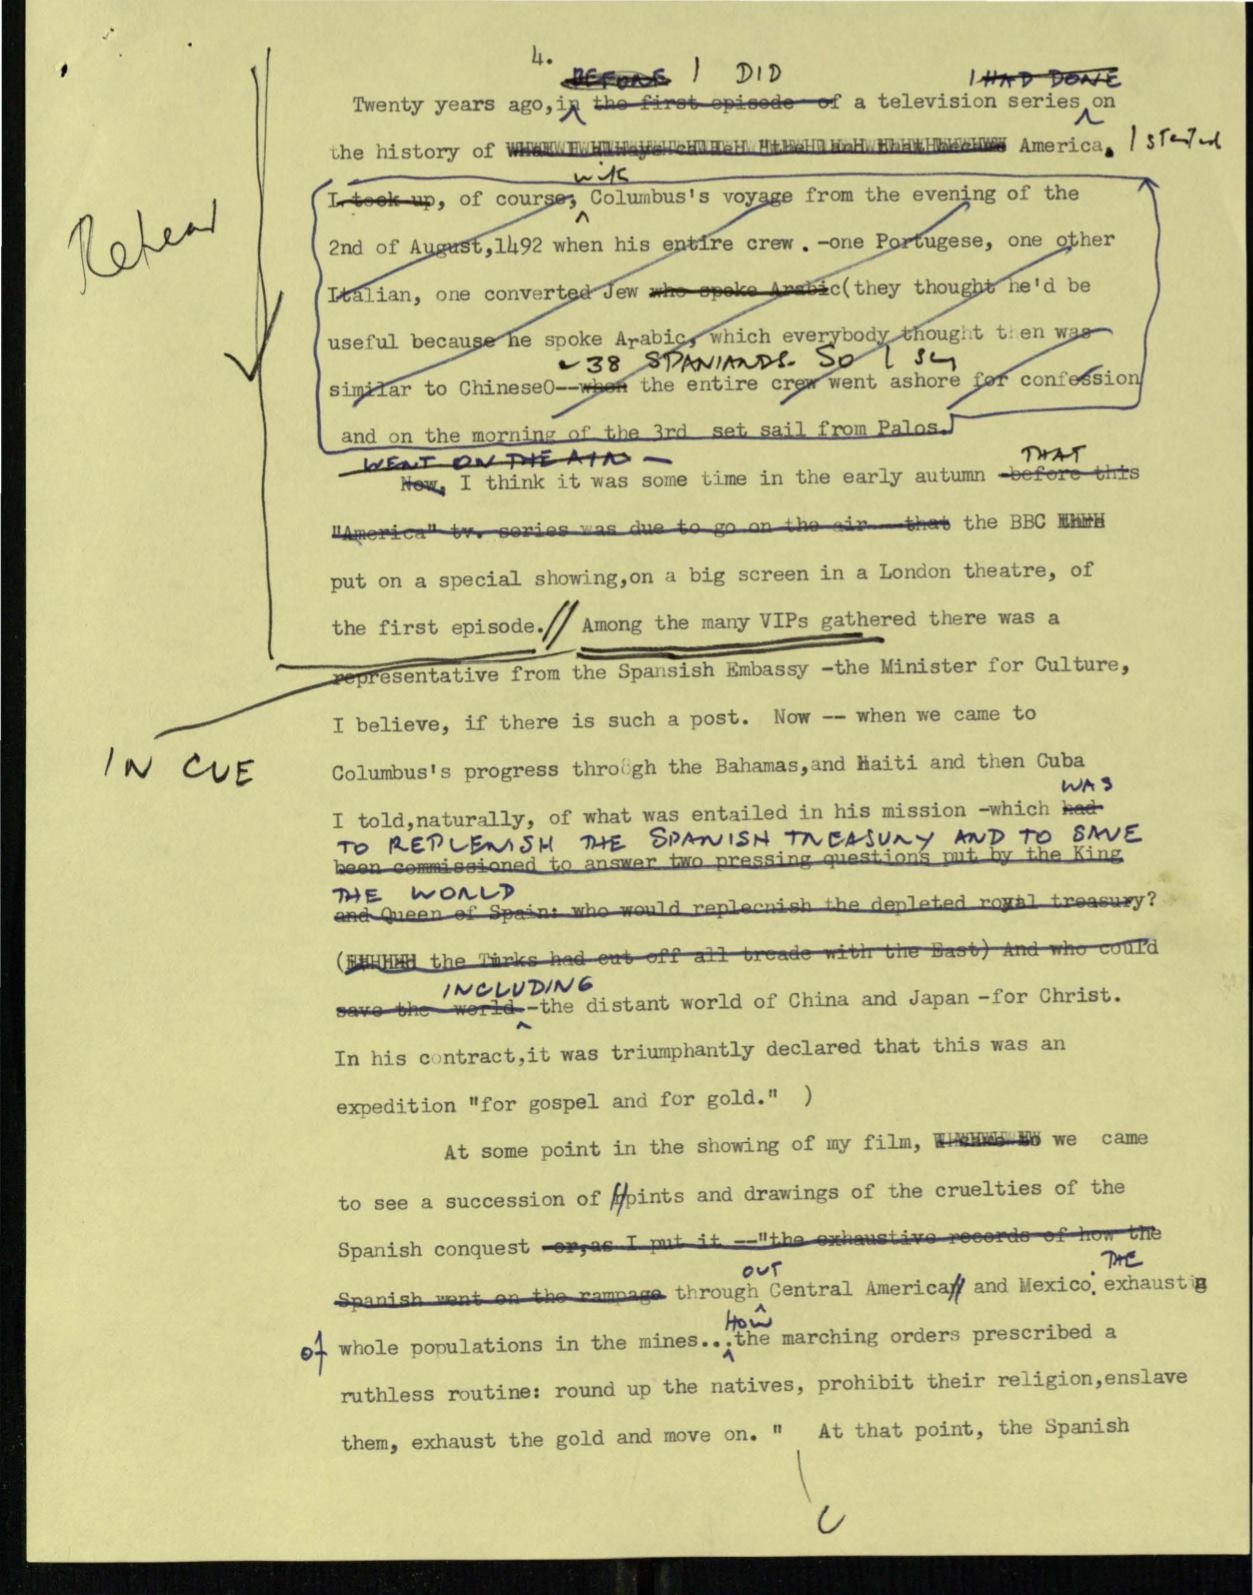 4.
BEFORE I DID I HAD DONE
Twenty years ago,in the first episode of a television series on
the history of America. I started
with
I took up, of course, Columbus's voyage from the evening of the
2nd of August,1492 when his entire crew . -one Portugese, one other
Rehear
Italian, one converted Jew who spoke Arabic(they thought he'd be
useful because he spoke Arabic, which everybody thought then was
38 SPANIARDS. SO I say
similar to ChineseO--when the entire crew went ashore for confession
and on the morning of the 3rd set sail from Palos.
WENT ON THE AIR — THAT
Now, I think it was some time in the early autumn -before this
"America" tv. series was due to go on the air---that the BBC
put on a special showing,on a big screen in a London theatre, of
the first episode.// Among the many VIPs gathered there was a
representative from the Spansish Embassy -the Minister for Culture,
I believe, if there is such a post. Now -- when we came to
IN CUE
Columbus's progress through the Bahamas,and Haiti and then Cuba
WAS
I told,naturally, of what was entailed in his mission -which had
TO REPLENISH THE SPANISH TREASURY AND TO SAVE
been commissioned to answer two pressing questions put by the King
THE WORLD
and Queen of Spain: who would replecnish the depleted royal treasury?
( the Turks had cut off all treade with the East) And who could
INCLUDING
save the world.--the distant world of China and Japan -for Christ.
In his contract,it was triumphantly declared that this was an
expedition "for gospel and for gold." )
At some point in the showing of my film, we came
to see a succession of pints and drawings of the cruelties of the
Spanish conquest -or,as I put it --"the exhaustive records of how the
OUT THE
Spanish went on the rampage through Central America and Mexico. exhausting
HOW
of whole populations in the mines...the marching orders prescribed a
ruthless routine: round up the natives, prohibit their religion,enslave
them, exhaust the gold and move on. " At that point, the Spanish